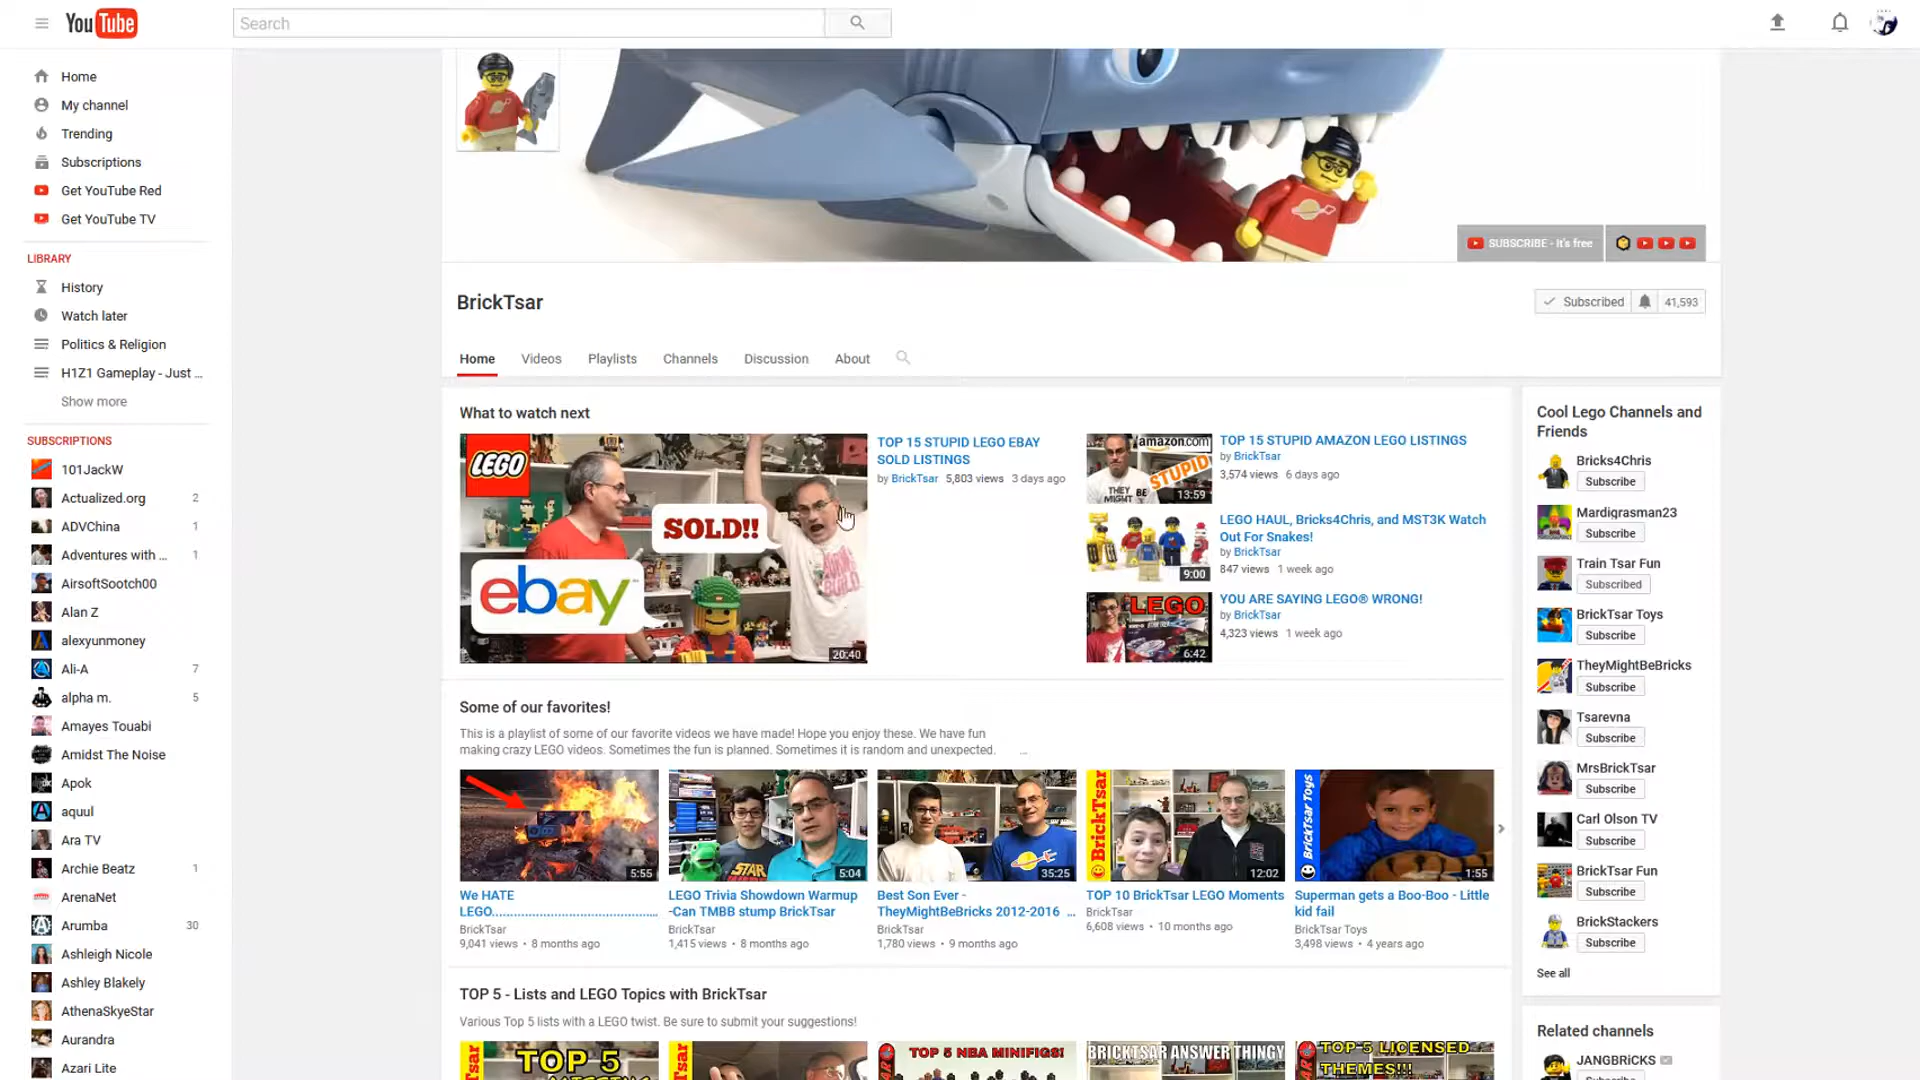 YouTube
Search
Home
My channel
Trending
Subscriptions
Get YouTube Red
Get YouTube TV
LIBRARY
History
Watch later
Politics & Religion
H1Z1 Gameplay - Just ...
Show more
SUBSCRIPTIONS
101JackW
Actualized.org 2
ADVChina 1
Adventures with ... 1
AirsoftSootch00
Alan Z
alexyunmoney
Ali-A 7
alpha m. 5
Amayes Touabi
Amidst The Noise
Apok
aquul
Ara TV
Archie Beatz 1
ArenaNet
Arumba 30
Ashleigh Nicole
Ashley Blakely
AthenaSkyeStar
Aurandra
Azari Lite
SUBSCRIBE - it's free
BrickTsar
Subscribed 41,593
Home Videos Playlists Channels Discussion About
What to watch next
LEGO
SOLD!!
ebay
20:40
TOP 15 STUPID LEGO EBAY
SOLD LISTINGS
by BrickTsar 5,803 views 3 days ago
amazon.com
STUPID
THEY
MIGHT BE
13:59
TOP 15 STUPID AMAZON LEGO LISTINGS
by BrickTsar
3,574 views 6 days ago
9:00
LEGO HAUL, Bricks4Chris, and MST3K Watch
Out For Snakes!
by BrickTsar
847 views 1 week ago
LEGO
6:42
YOU ARE SAYING LEGO® WRONG!
by BrickTsar
4,323 views 1 week ago
Some of our favorites!
This is a playlist of some of our favorite videos we have made! Hope you enjoy these. We have fun
making crazy LEGO videos. Sometimes the fun is planned. Sometimes it is random and unexpected. ...
5:55
We HATE
LEGO............................................
BrickTsar
9,041 views • 8 months ago
STAR
5:04
LEGO Trivia Showdown Warmup
-Can TMBB stump BrickTsar
BrickTsar
1,415 views • 8 months ago
35:25
Best Son Ever -
TheyMightBeBricks 2012-2016 ...
BrickTsar
1,780 views • 9 months ago
BrickTsar
12:02
TOP 10 BrickTsar LEGO Moments
BrickTsar
6,608 views • 10 months ago
BrickTsar Toys
1:55
Superman gets a Boo-Boo - Little
kid fail
BrickTsar Toys
3,498 views • 4 years ago
TOP 5 - Lists and LEGO Topics with BrickTsar
Various Top 5 lists with a LEGO twist. Be sure to submit your suggestions!
TOP 5
TOP 5 NBA MINIFIGS!
BRICKTSAR ANSWER THINGY
TOP 5 LICENSED
THEMES!!!
Cool Lego Channels and
Friends
Bricks4Chris
Subscribe
Mardigrasman23
Subscribe
Train Tsar Fun
Subscribed
BrickTsar Toys
Subscribe
TheyMightBeBricks
Subscribe
Tsarevna
Subscribe
MrsBrickTsar
Subscribe
Carl Olson TV
Subscribe
BrickTsar Fun
Subscribe
BrickStackers
Subscribe
See all
Related channels
JANGBRiCKS